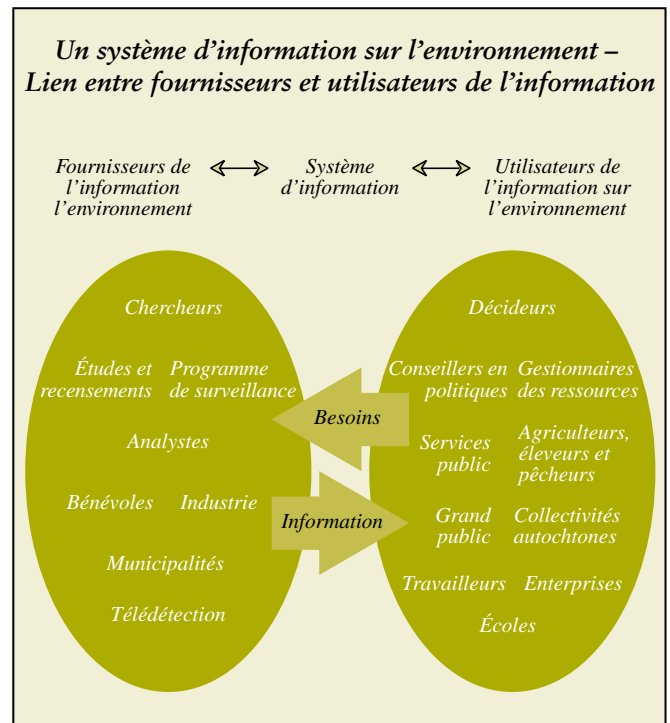 Un système d’information sur l’environnement –
Lien entre fournisseurs et utilisateurs de l’information
Fournisseurs de
l’information
l’environnement
Système
d’information
Utilisateurs de
l’information sur
l’environnement
Chercheurs
Études et
recensements
Programme
de surveillance
Analystes
Bénévoles
Industrie
Municipalités
Télédétection
Besoins
Information
Décideurs
Conseillers en
politiques
Gestionnaires
des ressources
Services
public
Agriculteurs,
éleveurs et
pêcheurs
Grand
public
Collectivités
autochtones
Travailleurs
Enterprises
Écoles